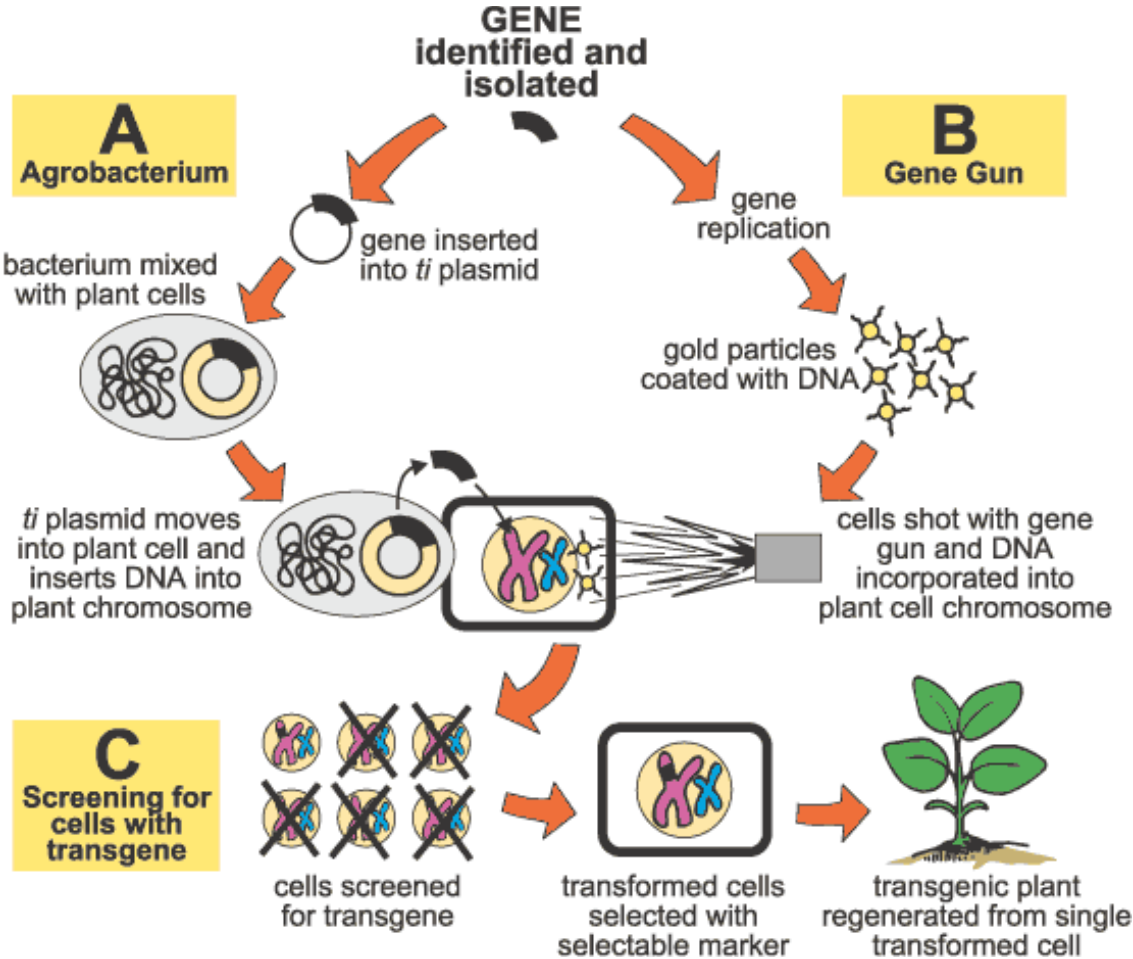 GENE
identified and
isolated
A
Agrobacterium
B
Gene Gun
gene inserted
into ti plasmid
gene
replication
bacterium mixed
with plant cells
gold particles
coated with DNA
ti plasmid moves
into plant cell and
inserts DNA into
plant chromosome
cells shot with gene
gun and DNA
incorporated into
plant cell chromosome
C
Screening for
cells with
transgene
cells screened
for transgene
transformed cells
selected with
selectable marker
transgenic plant
regenerated from single
transformed cell